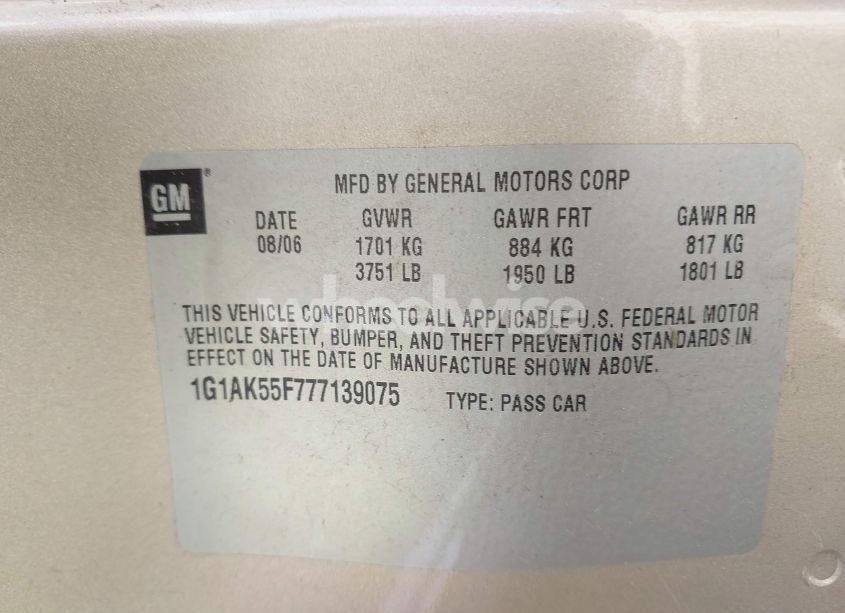 GM®
MFD BY GENERAL MOTORS CORP
DATE GVWR GAWR FRT GAWR RR
08/06 1701 KG 884 KG 817 KG
3751 LB 1950 LB 1801 LB
THIS VEHICLE CONFORMS TO ALL APPLICABLE U.S. FEDERAL MOTOR
VEHICLE SAFETY, BUMPER, AND THEFT PREVENTION STANDARDS IN
EFFECT ON THE DATE OF MANUFACTURE SHOWN ABOVE.
1G1AK55F777139075 TYPE: PASS CAR
wheelwise